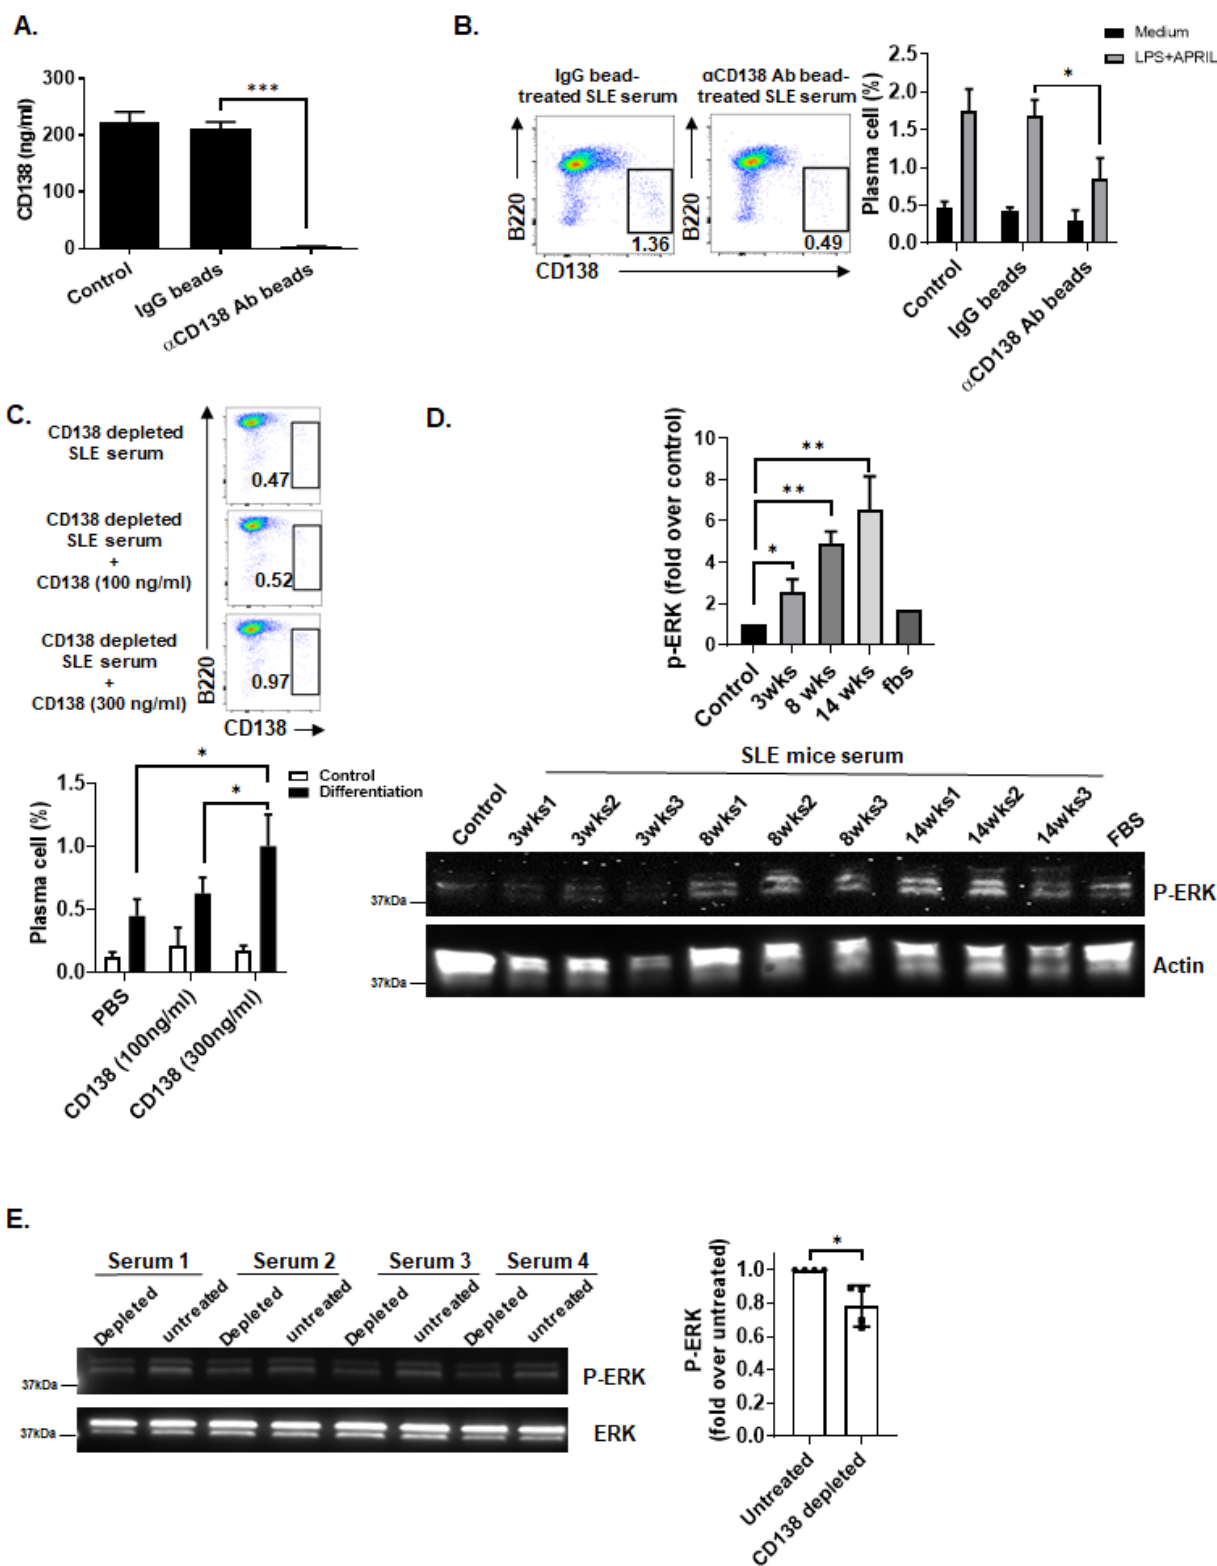 A.
CD138 (ng/ml)
300
200
100
0
***
Control
IgG beads
αCD138 Ab beads
B.
IgG bead-
treated SLE serum
αCD138 Ab bead-
treated SLE serum
B220
1.36
B220
0.49
CD138
Medium
LPS+APRIL
Plasma cell (%)
2.5
2.0
1.5
1.0
0.5
0.0
*
Control
IgG beads
αCD138 Ab beads
C.
CD138 depleted
SLE serum
0.47
CD138 depleted
SLE serum
+
CD138 (100 ng/ml)
0.52
CD138 depleted
SLE serum
+
CD138 (300 ng/ml)
0.97
B220
CD138
Control
Differentiation
Plasma cell (%)
1.5
1.0
0.5
0.0
*
*
PBS
CD138 (100ng/ml)
CD138 (300ng/ml)
D.
p-ERK (fold over control)
10
8
6
4
2
0
**
**
*
Control
3wks
8 wks
14 wks
fbs
SLE mice serum
Control
3wks1
3wks2
3wks3
8wks1
8wks2
8wks3
14wks1
14wks2
14wks3
FBS
37kDa
P-ERK
37kDa
Actin
E.
Serum 1
Serum 2
Serum 3
Serum 4
Depleted
untreated
Depleted
untreated
Depleted
untreated
Depleted
untreated
37kDa
P-ERK
37kDa
ERK
P-ERK
(fold over untreated)
1.0
0.8
0.6
0.4
0.2
0.0
*
Untreated
CD138 depleted